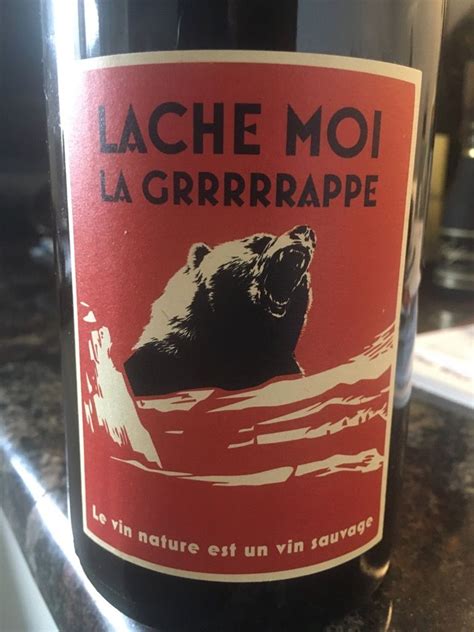 LACHE MOI
LA GRRRRRAPPE
Le vin nature est un vin sauvage